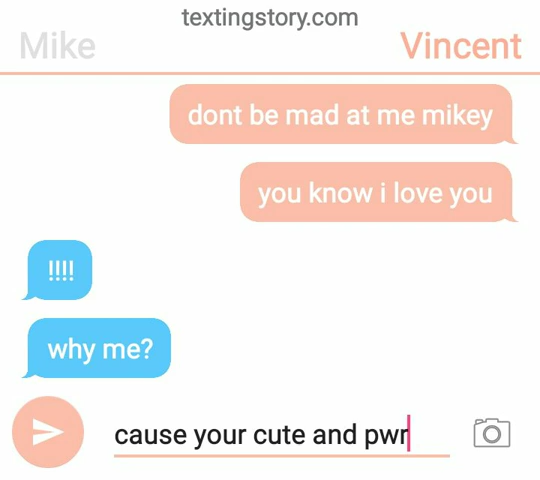 textingstory.com
Mike
Vincent
dont be mad at me mikey
you know i love you
!!!!
why me?
cause your cute and pwr